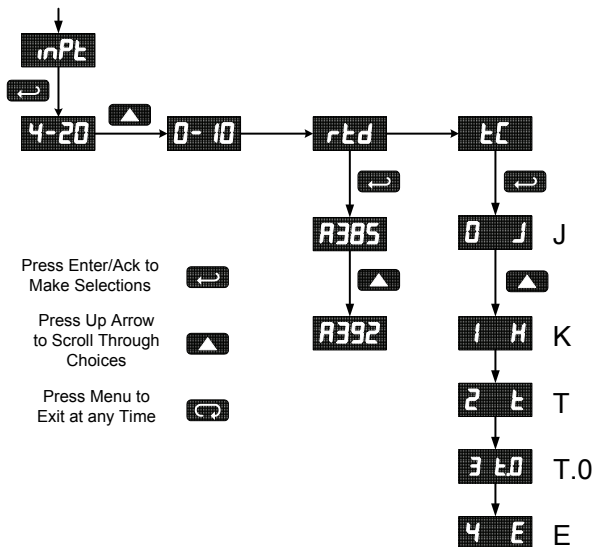 inPt
4-20
0-10
rtd
tC
A385
0 J
J
Press Enter/Ack to
Make Selections
Press Up Arrow
to Scroll Through
Choices
A392
1 H
K
Press Menu to
Exit at any Time
2 t
T
3 t.0
T.0
4 E
E